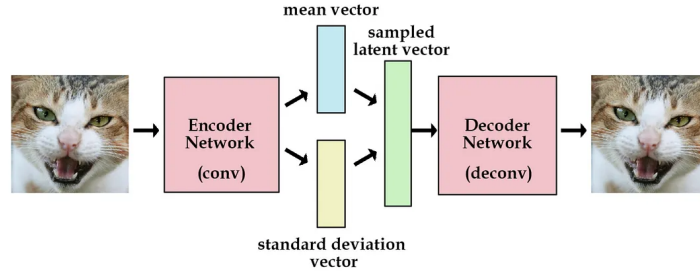 mean vector
sampled
latent vector
Encoder
Network
(conv)
Decoder
Network
(deconv)
standard deviation
vector